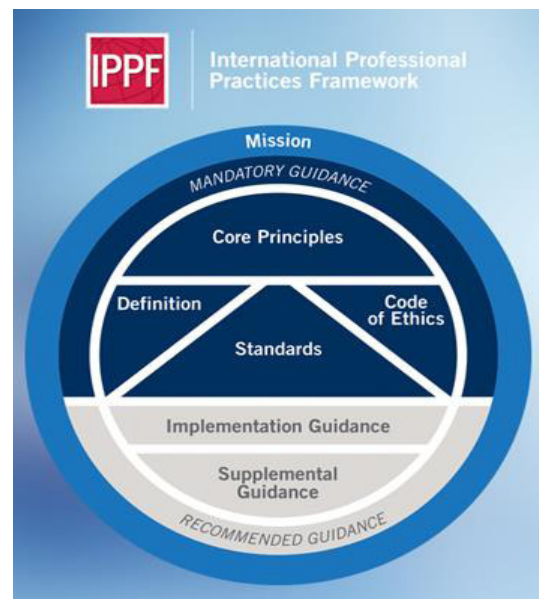 IPPF
International Professional
Practices Framework
Mission
MANDATORY GUIDANCE
Core Principles
Definition
Code
of Ethics
Standards
Implementation Guidance
Supplemental
Guidance
RECOMMENDED GUIDANCE